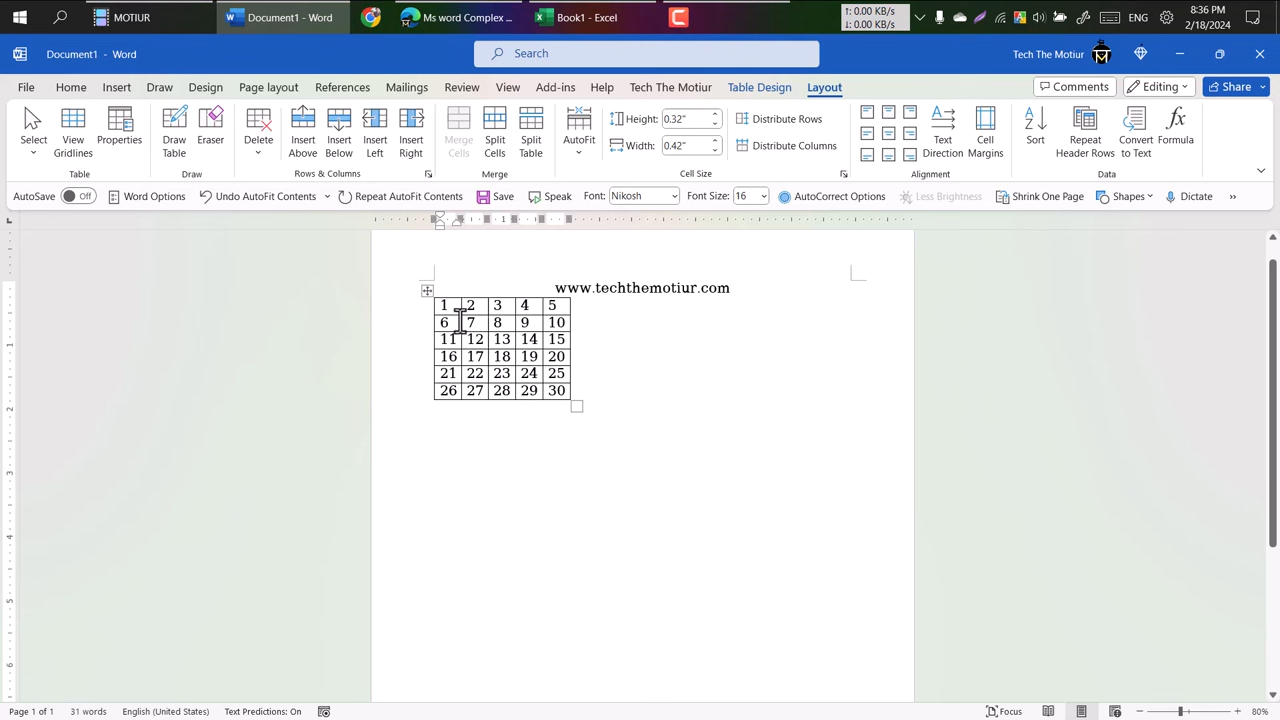 MOTIUR
Document1 - Word
Ms word Complex ...
Book1 - Excel
↑: 0.00 KB/s
↓: 0.00 KB/s
ENG
8:36 PM
2/18/2024
Document1 - Word
Search
Tech The Motiur
File Home Insert Draw Design Page layout References Mailings Review View Add-ins Help Tech The Motiur Table Design Layout
Comments Editing Share
Select
View Gridlines
Properties
Table
Draw Table
Eraser
Draw
Delete
Insert Above
Insert Below
Insert Left
Insert Right
Rows & Columns
Merge Cells
Split Cells
Split Table
Merge
AutoFit
Height: 0.32"
Width: 0.42"
Distribute Rows
Distribute Columns
Cell Size
Text Direction
Cell Margins
Alignment
Sort
Repeat Header Rows
Convert to Text
Formula
Data
AutoSave Off Word Options Undo AutoFit Contents Repeat AutoFit Contents Save Speak Font: Nikosh Font Size: 16 AutoCorrect Options Less Brightness Shrink One Page Shapes Dictate
1
www.techthemotiur.com
1 2 3 4 5
6 7 8 9 10
11 12 13 14 15
16 17 18 19 20
21 22 23 24 25
26 27 28 29 30
1
2
3
4
5
6
Page 1 of 1 31 words English (United States) Text Predictions: On Focus 80%